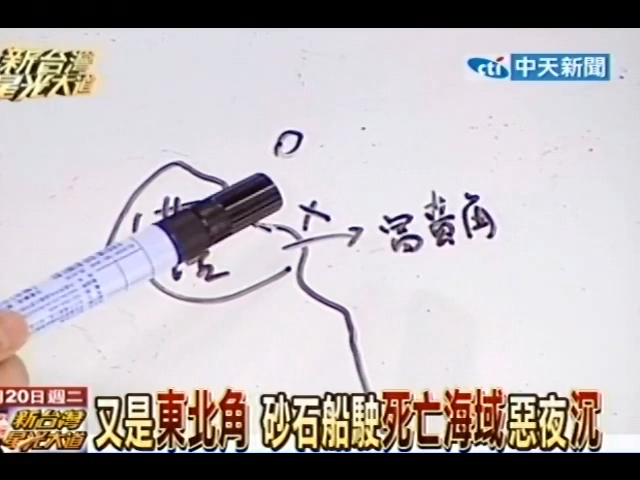 新台灣
星光大道
cti 中天新聞
富貴角
20日週二
新台灣
星光大道
又是東北角 砂石船駛死亡海域惡夜沉